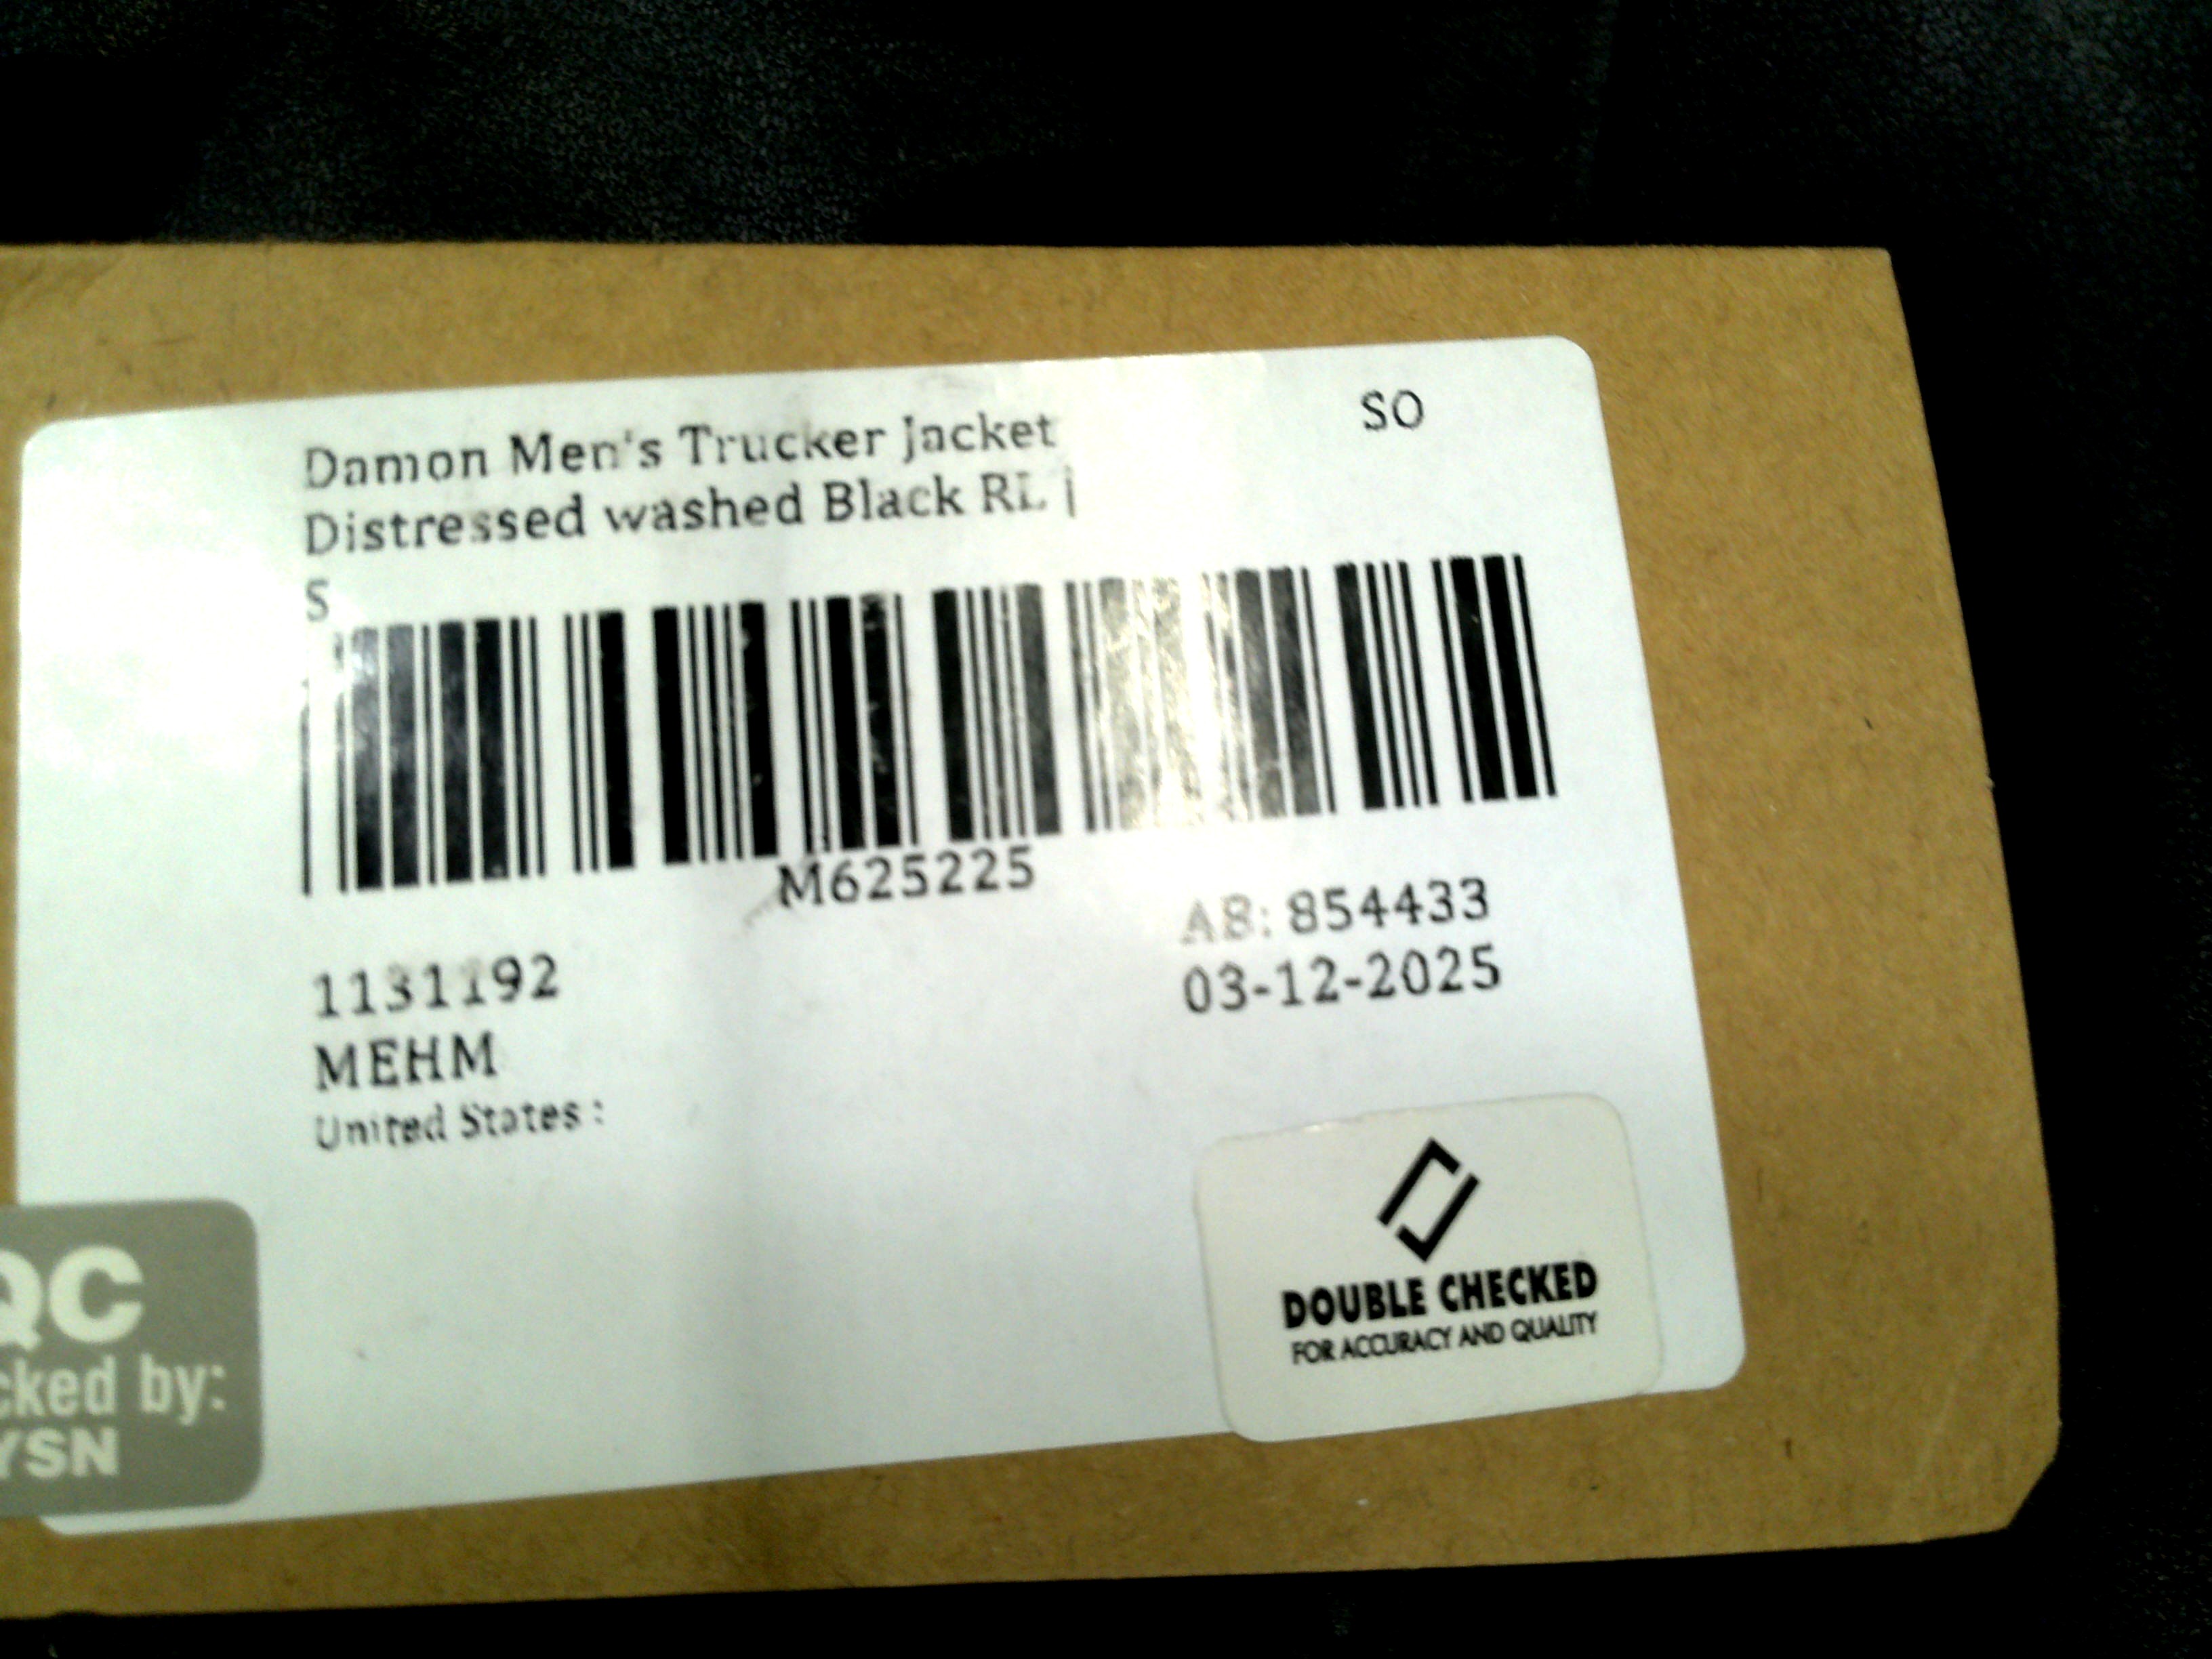 SO
Damon Men's Trucker Jacket
Distressed washed Black RL j
S
M625225
AB: 854433
1131192
03-12-2025
MEHM
United States :
DOUBLE CHECKED
FOR ACCURACY AND QUALITY
QC
cked by:
YSN